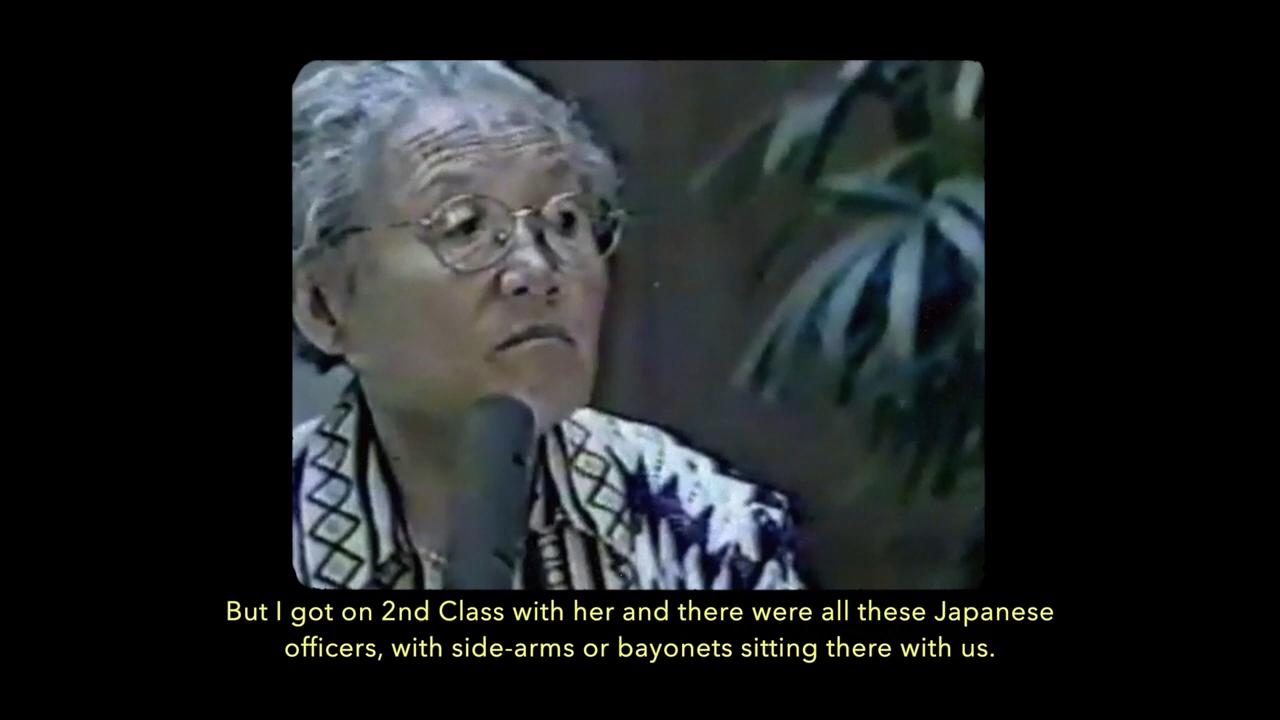 But I got on 2nd Class with her and there were all these Japanese
officers, with side-arms or bayonets sitting there with us.